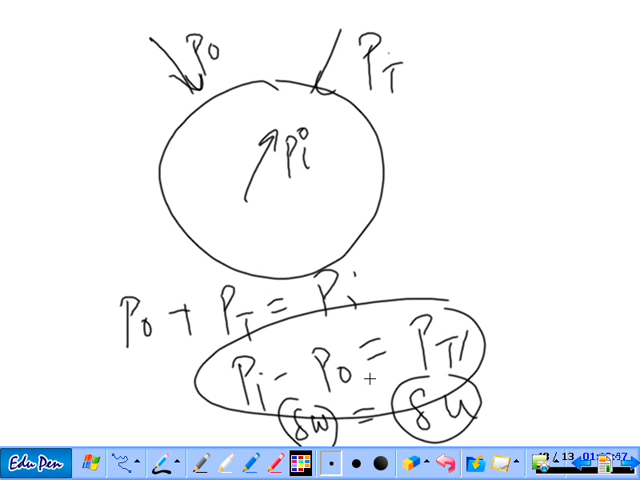 Po
PT
Pi
Po + PT = Pi
Pi - Po = PT
δw = δu
Edu Pen